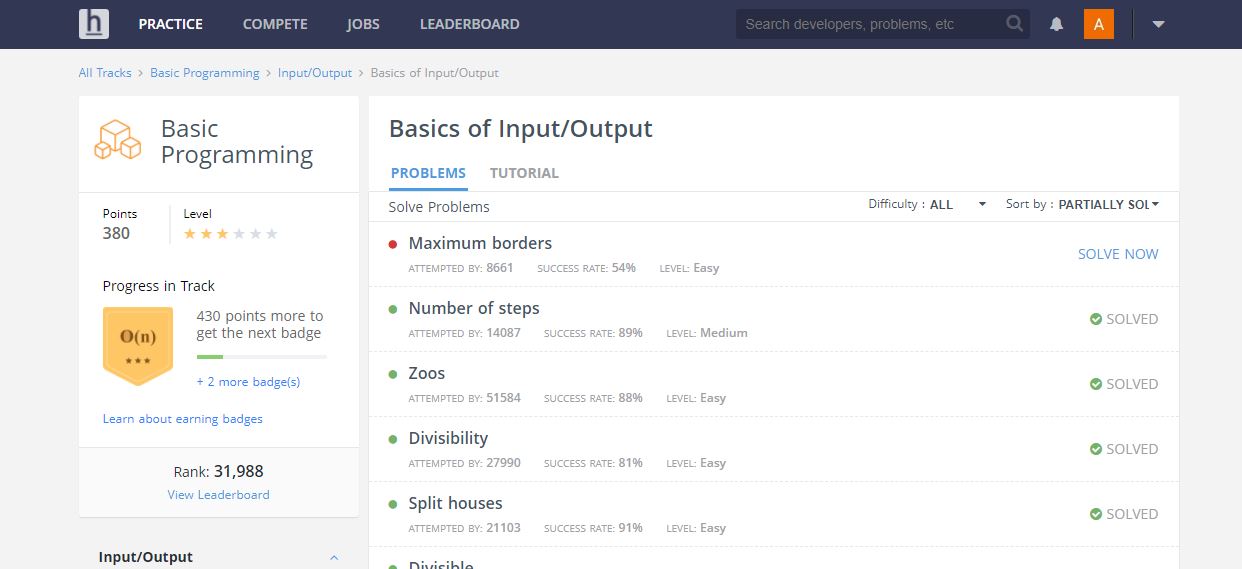 h PRACTICE COMPETE JOBS LEADERBOARD Search developers, problems, etc A
All Tracks > Basic Programming > Input/Output > Basics of Input/Output
Basic
Programming
Points Level
380
Progress in Track
O(n)
430 points more to
get the next badge
+ 2 more badge(s)
Learn about earning badges
Rank: 31,988
View Leaderboard
Input/Output
Basics of Input/Output
PROBLEMS TUTORIAL
Solve Problems Difficulty : ALL Sort by : PARTIALLY SOL
Maximum borders
ATTEMPTED BY: 8661 SUCCESS RATE: 54% LEVEL: Easy
SOLVE NOW
Number of steps
ATTEMPTED BY: 14087 SUCCESS RATE: 89% LEVEL: Medium
SOLVED
Zoos
ATTEMPTED BY: 51584 SUCCESS RATE: 88% LEVEL: Easy
SOLVED
Divisibility
ATTEMPTED BY: 27990 SUCCESS RATE: 81% LEVEL: Easy
SOLVED
Split houses
ATTEMPTED BY: 21103 SUCCESS RATE: 91% LEVEL: Easy
SOLVED
Divisible